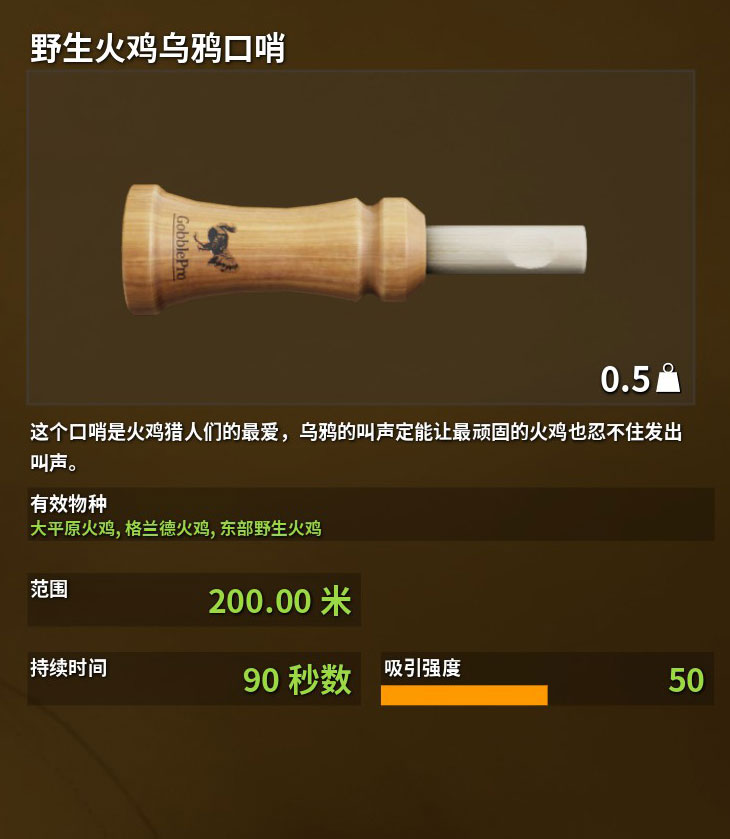 野生火鸡乌鸦口哨
GobblePro
0.5
这个口哨是火鸡猎人们的最爱，乌鸦的叫声定能让最顽固的火鸡也忍不住发出
叫声。
有效物种
大平原火鸡, 格兰德火鸡, 东部野生火鸡
范围
200.00 米
持续时间
90 秒数
吸引强度
50